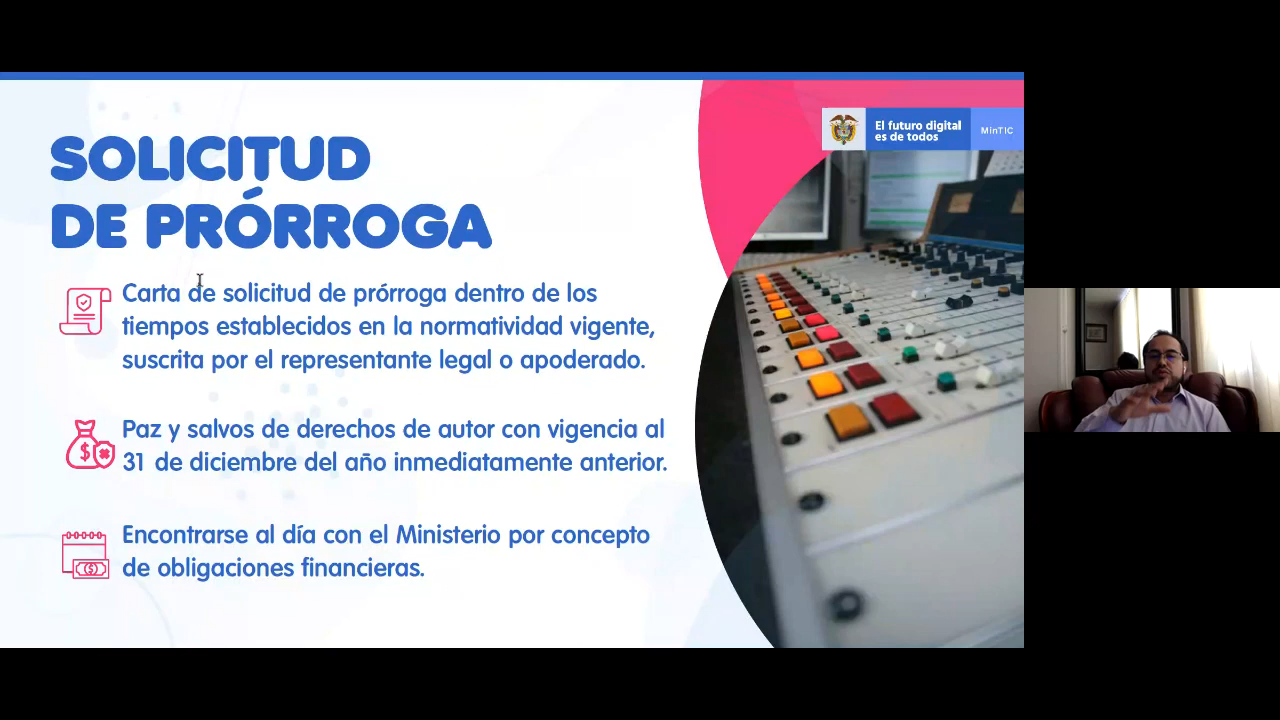 El futuro digital
es de todos
MinTIC
SOLICITUD
DE PRÓRROGA
Carta de solicitud de prórroga dentro de los
tiempos establecidos en la normatividad vigente,
suscrita por el representante legal o apoderado.
Paz y salvos de derechos de autor con vigencia al
31 de diciembre del año inmediatamente anterior.
Encontrarse al día con el Ministerio por concepto
de obligaciones financieras.